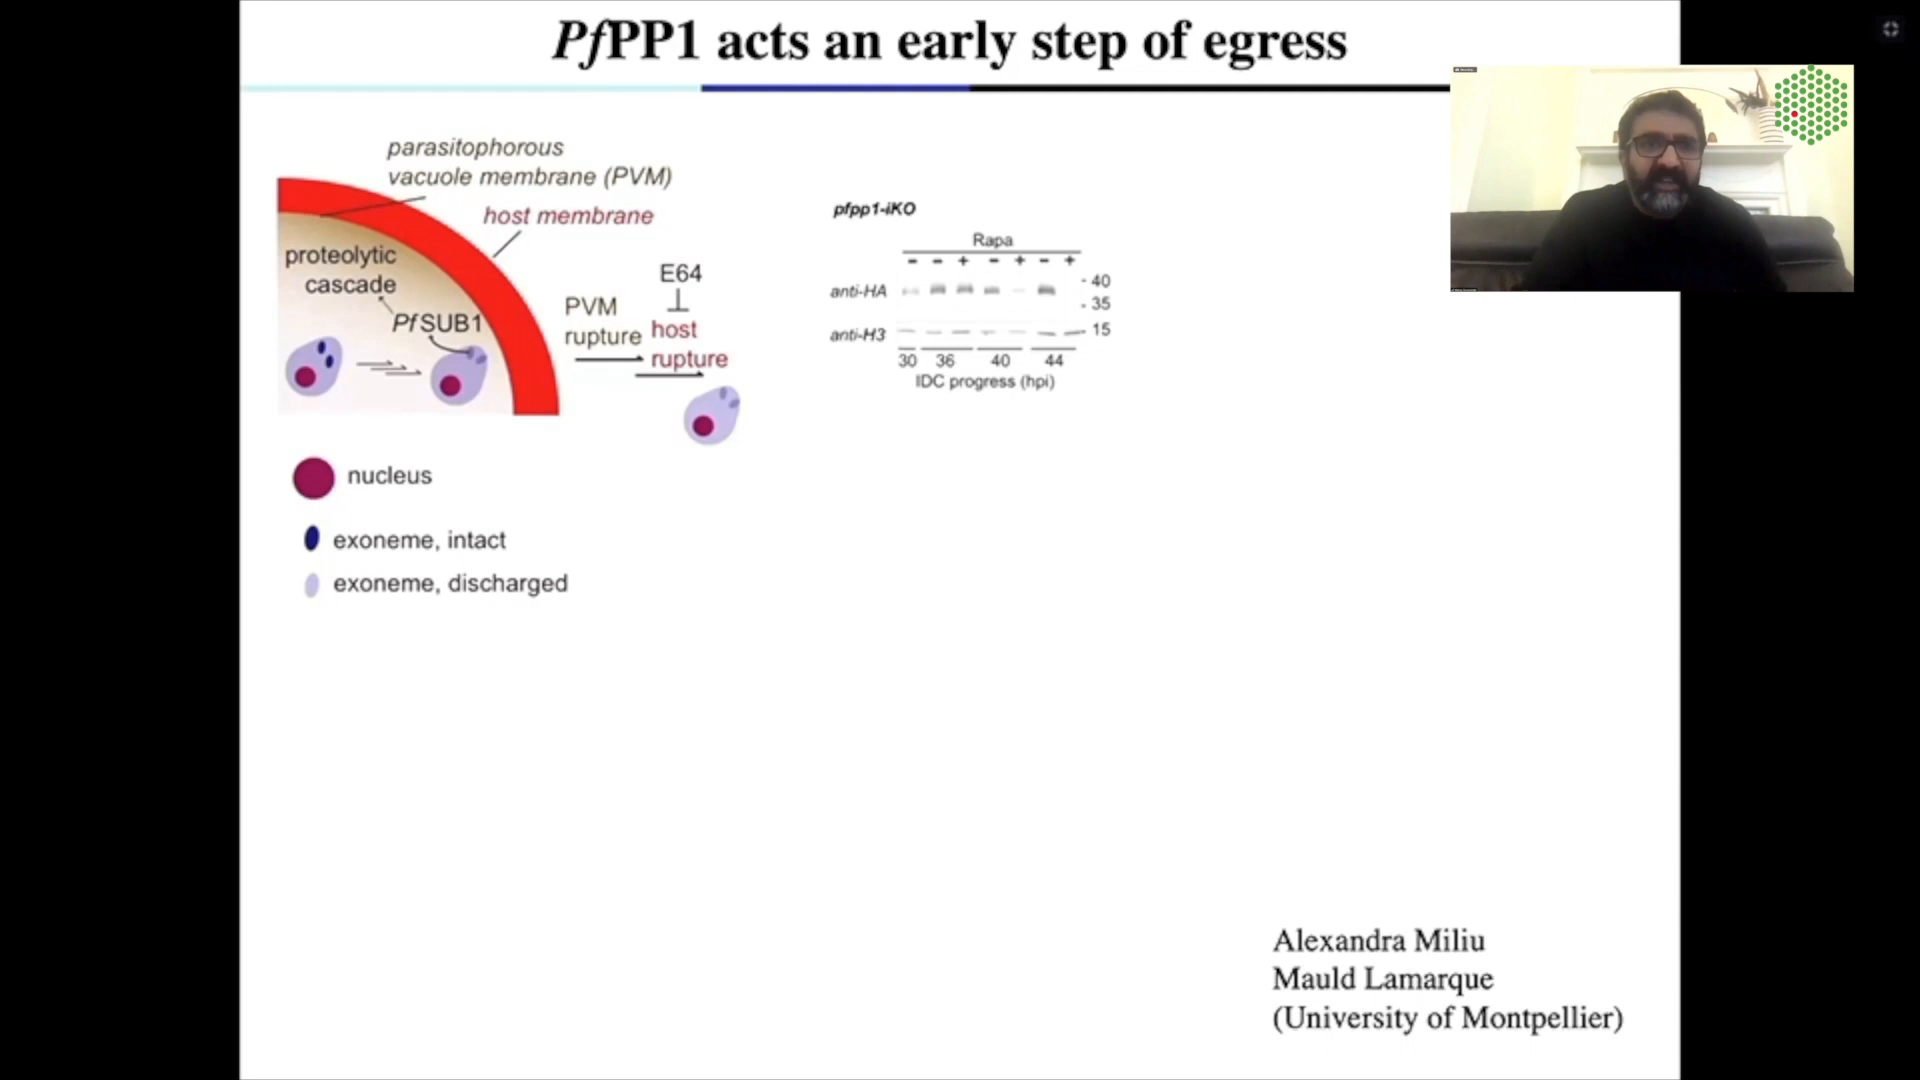 PfPP1 acts an early step of egress
parasitophorous
vacuole membrane (PVM)
host membrane
proteolytic
cascade
PfSUB1
PVM
rupture
E64
host
rupture
nucleus
exoneme, intact
exoneme, discharged
pfpp1-iKO
Rapa
- - + - + - +
anti-HA
- 40
- 35
anti-H3
15
30 36 40 44
IDC progress (hpi)
Alexandra Miliu
Mauld Lamarque
(University of Montpellier)